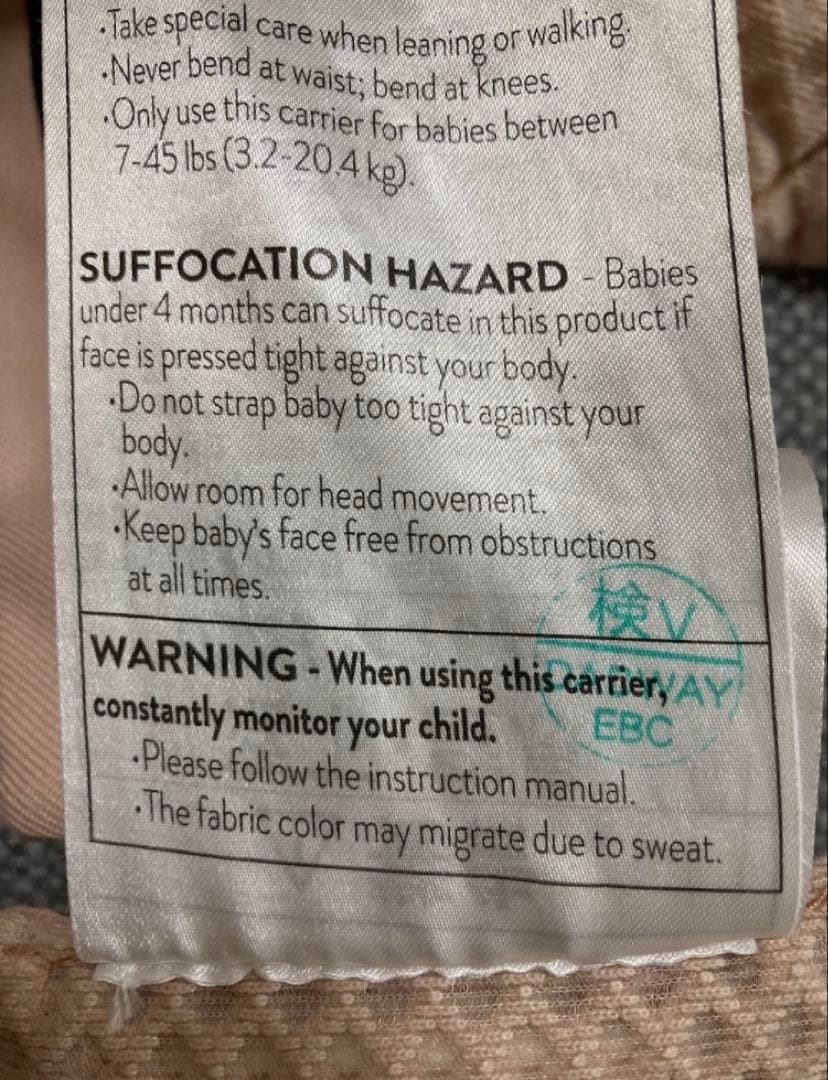 ·Take special care when leaning or walking.
·Never bend at waist; bend at knees.
·Only use this carrier for babies between
7-45 lbs (3.2-20.4 kg).
SUFFOCATION HAZARD - Babies
under 4 months can suffocate in this product if
face is pressed tight against your body.
·Do not strap baby too tight against your
body.
·Allow room for head movement.
·Keep baby's face free from obstructions
at all times.
検V
WARNING - When using this carrier,
constantly monitor your child.
EBC
·Please follow the instruction manual.
·The fabric color may migrate due to sweat.